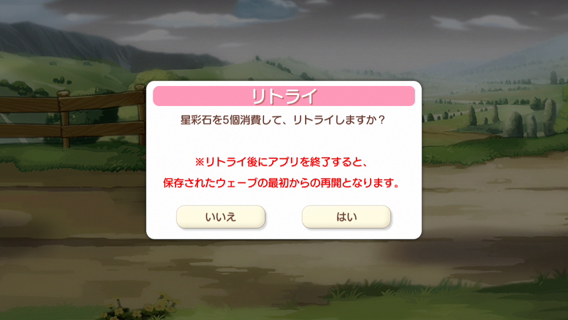 リトライ
星彩石を5個消費して、リトライしますか？
※リトライ後にアプリを終了すると、
保存されたウェーブの最初からの再開となります。
いいえ
はい